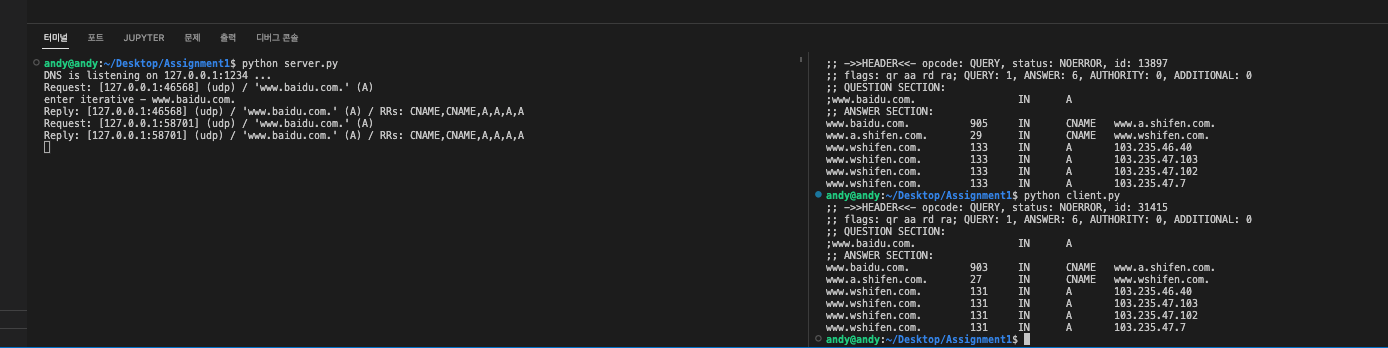 터미널 포트 JUPYTER 문제 출력 디버그 콘솔
andy@andy:~/Desktop/Assignment1$ python server.py
DNS is listening on 127.0.0.1:1234 ...
Request: [127.0.0.1:46568] (udp) / 'www.baidu.com.' (A)
enter iterative - www.baidu.com.
Reply: [127.0.0.1:46568] (udp) / 'www.baidu.com.' (A) / RRs: CNAME,CNAME,A,A,A,A
Request: [127.0.0.1:58701] (udp) / 'www.baidu.com.' (A)
Reply: [127.0.0.1:58701] (udp) / 'www.baidu.com.' (A) / RRs: CNAME,CNAME,A,A,A,A
;; ->>HEADER<<- opcode: QUERY, status: NOERROR, id: 13897
;; flags: qr aa rd ra; QUERY: 1, ANSWER: 6, AUTHORITY: 0, ADDITIONAL: 0
;; QUESTION SECTION:
;www.baidu.com. IN A
;; ANSWER SECTION:
www.baidu.com. 905 IN CNAME www.a.shifen.com.
www.a.shifen.com. 29 IN CNAME www.wshifen.com.
www.wshifen.com. 133 IN A 103.235.46.40
www.wshifen.com. 133 IN A 103.235.47.103
www.wshifen.com. 133 IN A 103.235.47.102
www.wshifen.com. 133 IN A 103.235.47.7
andy@andy:~/Desktop/Assignment1$ python client.py
;; ->>HEADER<<- opcode: QUERY, status: NOERROR, id: 31415
;; flags: qr aa rd ra; QUERY: 1, ANSWER: 6, AUTHORITY: 0, ADDITIONAL: 0
;; QUESTION SECTION:
;www.baidu.com. IN A
;; ANSWER SECTION:
www.baidu.com. 903 IN CNAME www.a.shifen.com.
www.a.shifen.com. 27 IN CNAME www.wshifen.com.
www.wshifen.com. 131 IN A 103.235.46.40
www.wshifen.com. 131 IN A 103.235.47.103
www.wshifen.com. 131 IN A 103.235.47.102
www.wshifen.com. 131 IN A 103.235.47.7
andy@andy:~/Desktop/Assignment1$